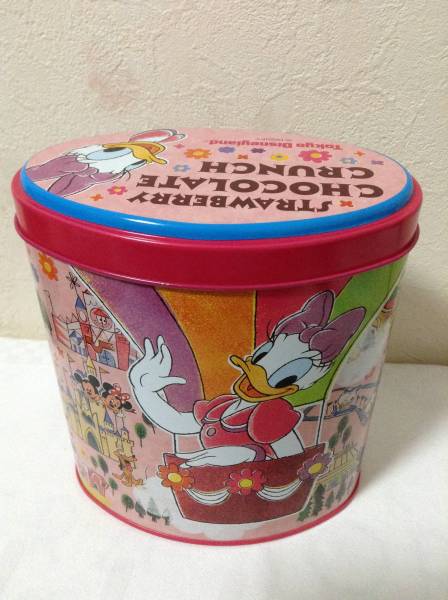 STRAWBERRY
CHOCOLATE
CRUNCH
Tokyo Disneyland